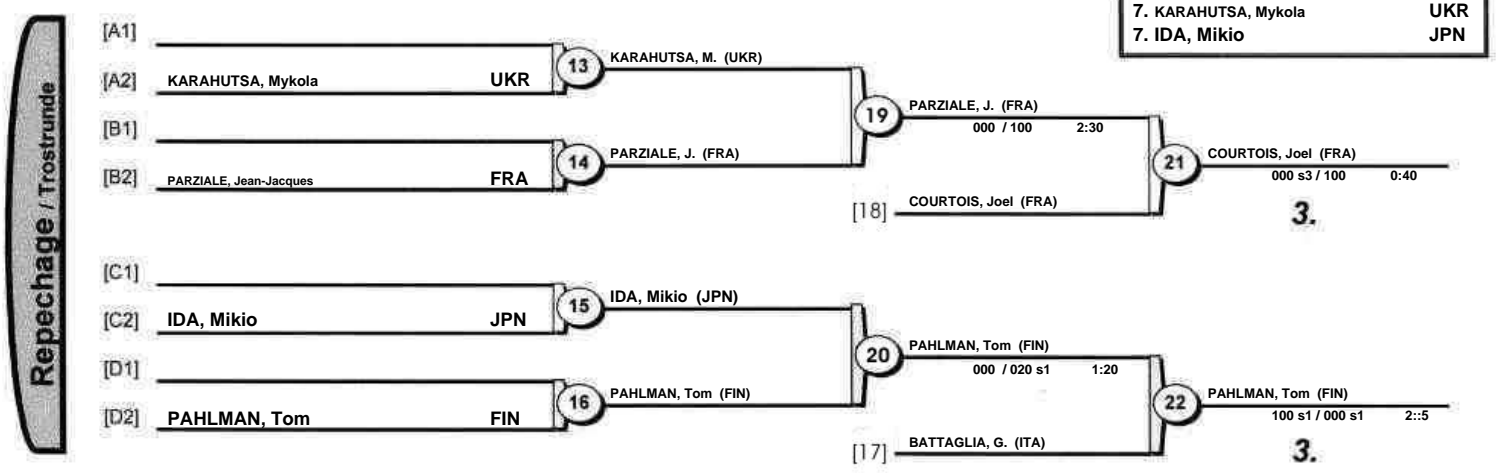 7. KARAHUTSA, Mykola UKR
7. IDA, Mikio JPN
Repechage / Trostrunde
[A1]
[A2] KARAHUTSA, Mykola UKR
13
KARAHUTSA, M. (UKR)
[B1]
[B2] PARZIALE, Jean-Jacques FRA
14
PARZIALE, J. (FRA)
19
PARZIALE, J. (FRA)
000 / 100 2:30
[18] COURTOIS, Joel (FRA)
21
COURTOIS, Joel (FRA)
000 s3 / 100 0:40
3.
[C1]
[C2] IDA, Mikio JPN
15
IDA, Mikio (JPN)
[D1]
[D2] PAHLMAN, Tom FIN
16
PAHLMAN, Tom (FIN)
20
PAHLMAN, Tom (FIN)
000 / 020 s1 1:20
[17] BATTAGLIA, G. (ITA)
22
PAHLMAN, Tom (FIN)
100 s1 / 000 s1 2::5
3.